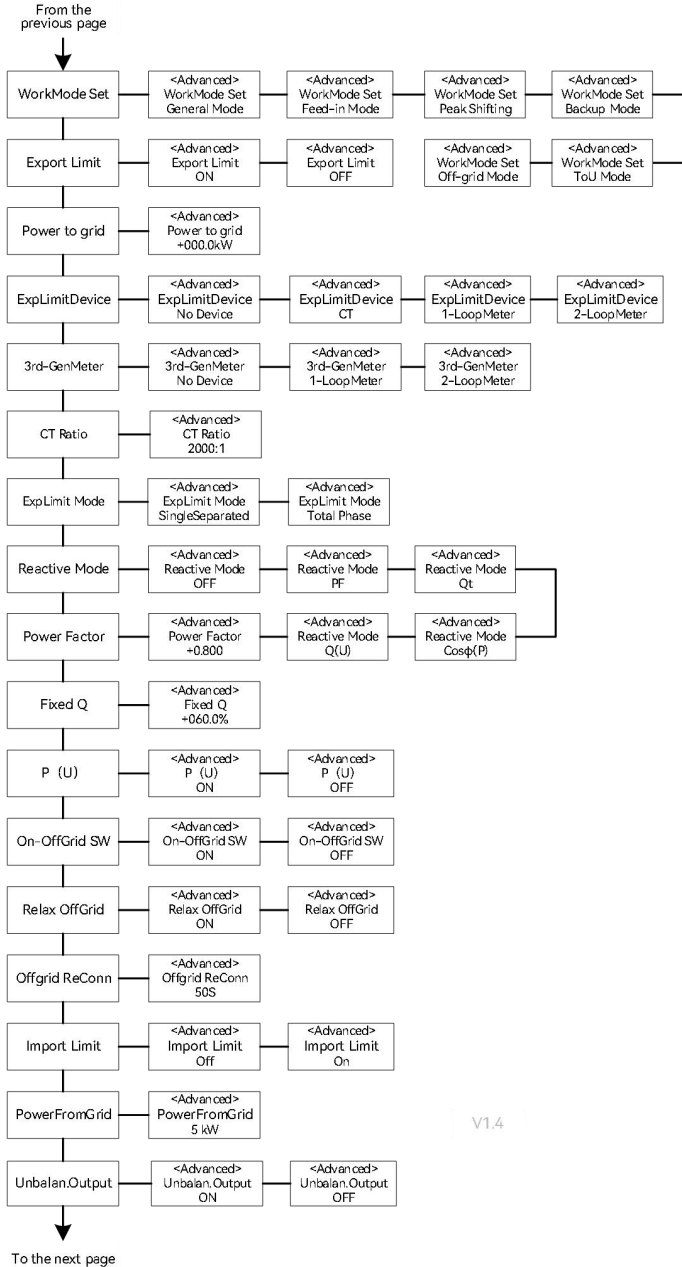 From the
previous page
WorkMode Set
<Advanced>
WorkMode Set
General Mode
<Advanced>
WorkMode Set
Feed-in Mode
<Advanced>
WorkMode Set
Peak Shifting
<Advanced>
WorkMode Set
Backup Mode
Export Limit
<Advanced>
Export Limit
ON
<Advanced>
Export Limit
OFF
<Advanced>
WorkMode Set
Off-grid Mode
<Advanced>
WorkMode Set
ToU Mode
Power to grid
<Advanced>
Power to grid
+000.0kW
ExpLimitDevice
<Advanced>
ExpLimitDevice
No Device
<Advanced>
ExpLimitDevice
CT
<Advanced>
ExpLimitDevice
1-LoopMeter
<Advanced>
ExpLimitDevice
2-LoopMeter
3rd-GenMeter
<Advanced>
3rd-GenMeter
No Device
<Advanced>
3rd-GenMeter
1-LoopMeter
<Advanced>
3rd-GenMeter
2-LoopMeter
CT Ratio
<Advanced>
CT Ratio
2000:1
ExpLimit Mode
<Advanced>
ExpLimit Mode
SingleSeparated
<Advanced>
ExpLimit Mode
Total Phase
Reactive Mode
<Advanced>
Reactive Mode
OFF
<Advanced>
Reactive Mode
PF
<Advanced>
Reactive Mode
Qt
Power Factor
<Advanced>
Power Factor
+0.800
<Advanced>
Reactive Mode
Q(U)
<Advanced>
Reactive Mode
Cosφ(P)
Fixed Q
<Advanced>
Fixed Q
+060.0%
P（U）
<Advanced>
P（U）
ON
<Advanced>
P（U）
OFF
On-OffGrid SW
<Advanced>
On-OffGrid SW
ON
<Advanced>
On-OffGrid SW
OFF
Relax OffGrid
<Advanced>
Relax OffGrid
ON
<Advanced>
Relax OffGrid
OFF
Offgrid ReConn
<Advanced>
Offgrid ReConn
50S
Import Limit
<Advanced>
Import Limit
Off
<Advanced>
Import Limit
On
PowerFromGrid
<Advanced>
PowerFromGrid
5 kW
V1.4
Unbalan.Output
<Advanced>
Unbalan.Output
ON
<Advanced>
Unbalan.Output
OFF
To the next page